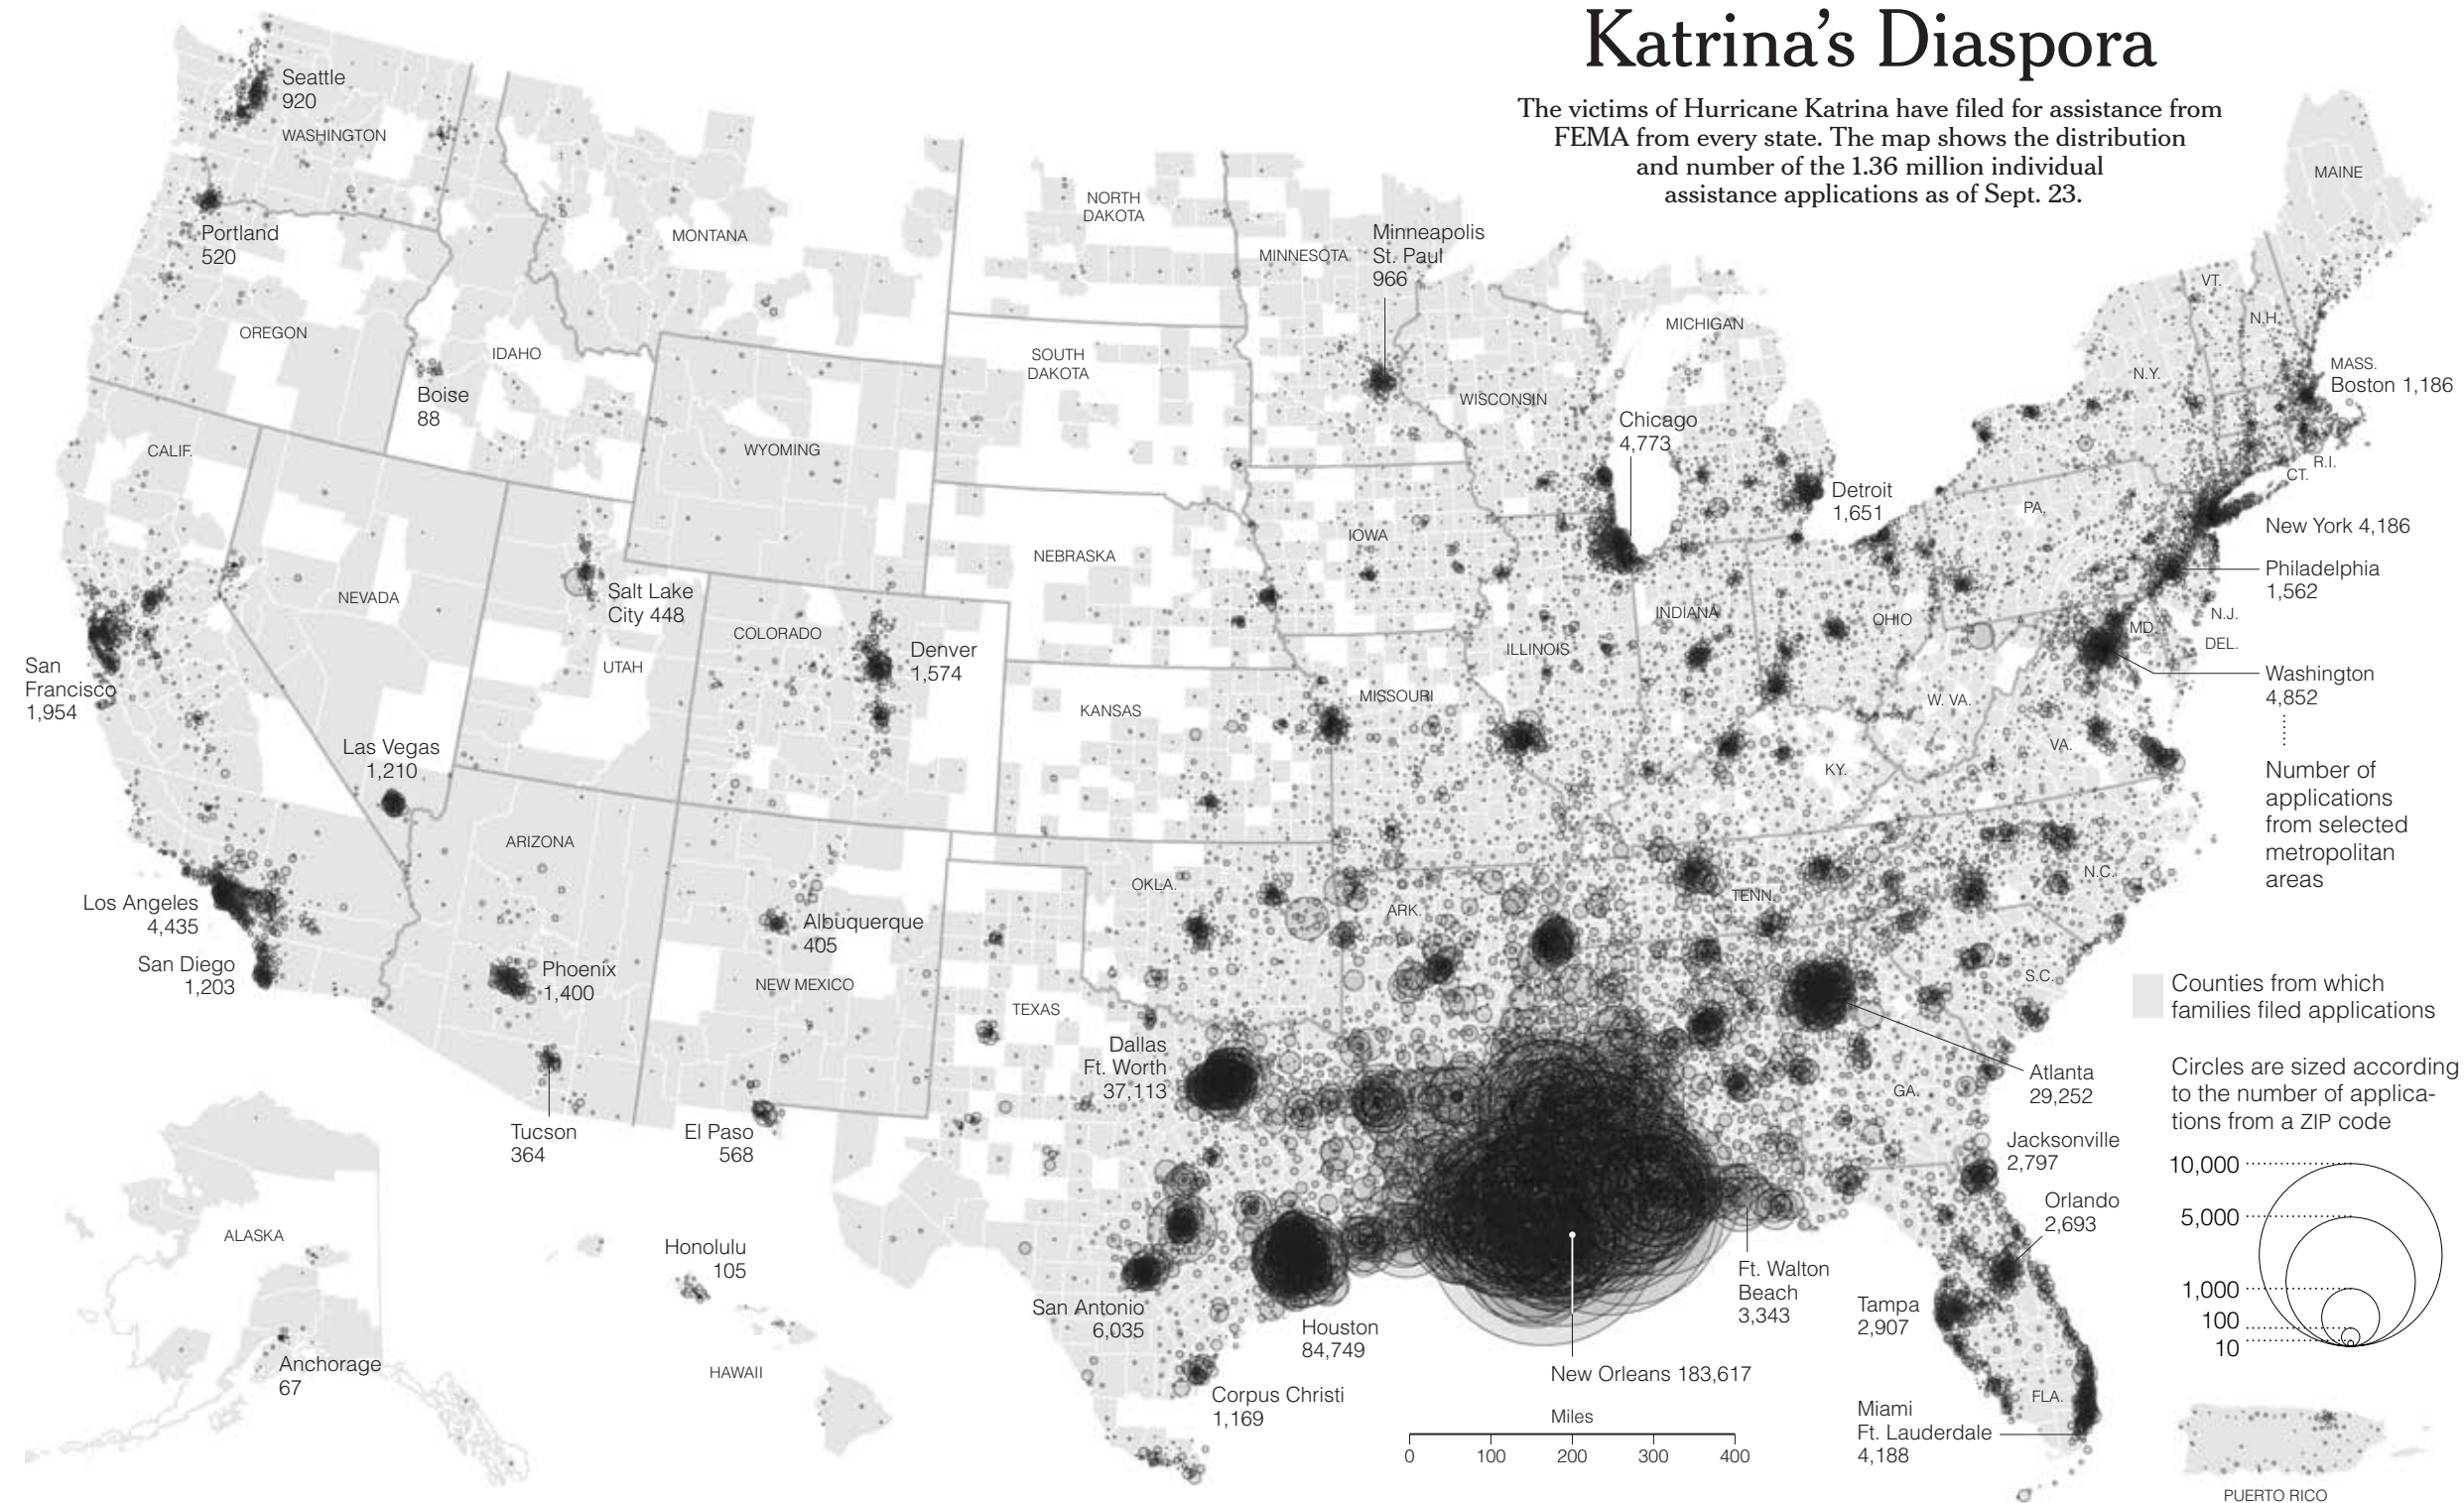 Katrina’s Diaspora
The victims of Hurricane Katrina have filed for assistance from
FEMA from every state. The map shows the distribution
and number of the 1.36 million individual
assistance applications as of Sept. 23.
Seattle
920
WASHINGTON
Portland
520
OREGON
MONTANA
IDAHO
Boise
88
NORTH
DAKOTA
SOUTH
DAKOTA
MINNESOTA
Minneapolis
St. Paul
966
WISCONSIN
MICHIGAN
Chicago
4,773
Detroit
1,651
MAINE
VT.
N.H.
N.Y.
MASS.
Boston 1,186
R.I.
CT.
PA.
New York 4,186
Philadelphia
1,562
N.J.
MD.
DEL.
Washington
4,852
Number of
applications
from selected
metropolitan
areas
CALIF.
WYOMING
NEBRASKA
IOWA
NEVADA
Salt Lake
City 448
UTAH
COLORADO
Denver
1,574
KANSAS
MISSOURI
ILLINOIS
INDIANA
OHIO
W. VA.
VA.
KY.
San
Francisco
1,954
Las Vegas
1,210
ARIZONA
Los Angeles
4,435
San Diego
1,203
Phoenix
1,400
Albuquerque
405
NEW MEXICO
OKLA.
ARK.
TENN.
N.C.
S.C.
TEXAS
Dallas
Ft. Worth
37,113
GA.
Atlanta
29,252
Tucson
364
El Paso
568
Counties from which
families filed applications
Circles are sized according
to the number of applica-
tions from a ZIP code
10,000
5,000
1,000
100
10
Jacksonville
2,797
Orlando
2,693
ALASKA
Anchorage
67
Honolulu
105
HAWAII
San Antonio
6,035
Houston
84,749
Corpus Christi
1,169
New Orleans 183,617
Ft. Walton
Beach
3,343
Tampa
2,907
FLA.
Miami
Ft. Lauderdale
4,188
Miles
0 100 200 300 400
PUERTO RICO